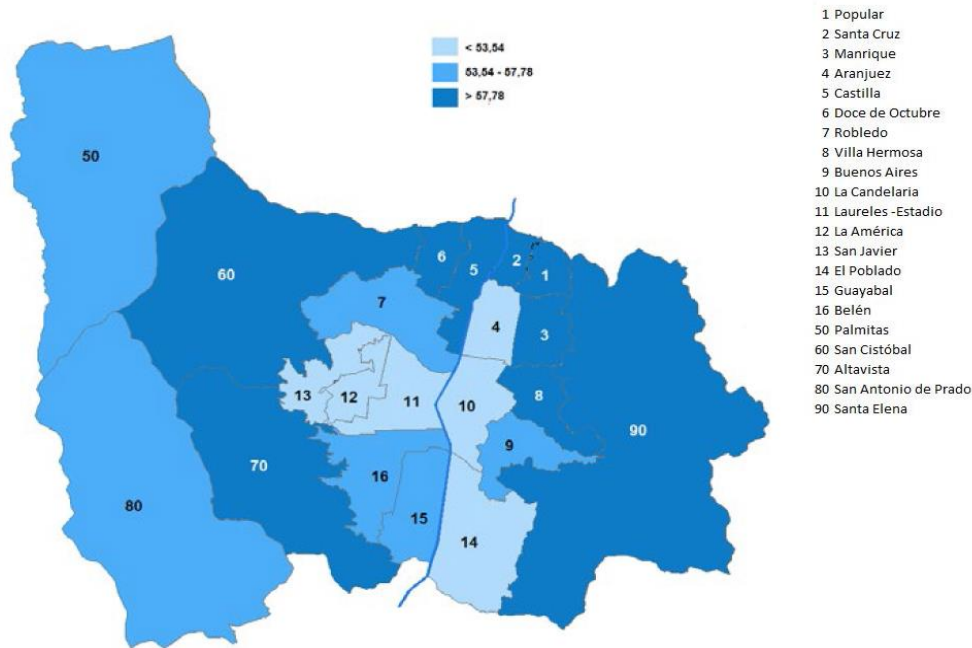 < 53,54
53,54 - 57,78
> 57,78
1 Popular
2 Santa Cruz
3 Manrique
4 Aranjuez
5 Castilla
6 Doce de Octubre
7 Robledo
8 Villa Hermosa
9 Buenos Aires
10 La Candelaria
11 Laureles -Estadio
12 La América
13 San Javier
14 El Poblado
15 Guayabal
16 Belén
50 Palmitas
60 San Cistóbal
70 Altavista
80 San Antonio de Prado
90 Santa Elena
50
60
6
5
2
1
7
4
3
13
12
11
10
8
90
9
70
16
80
15
14